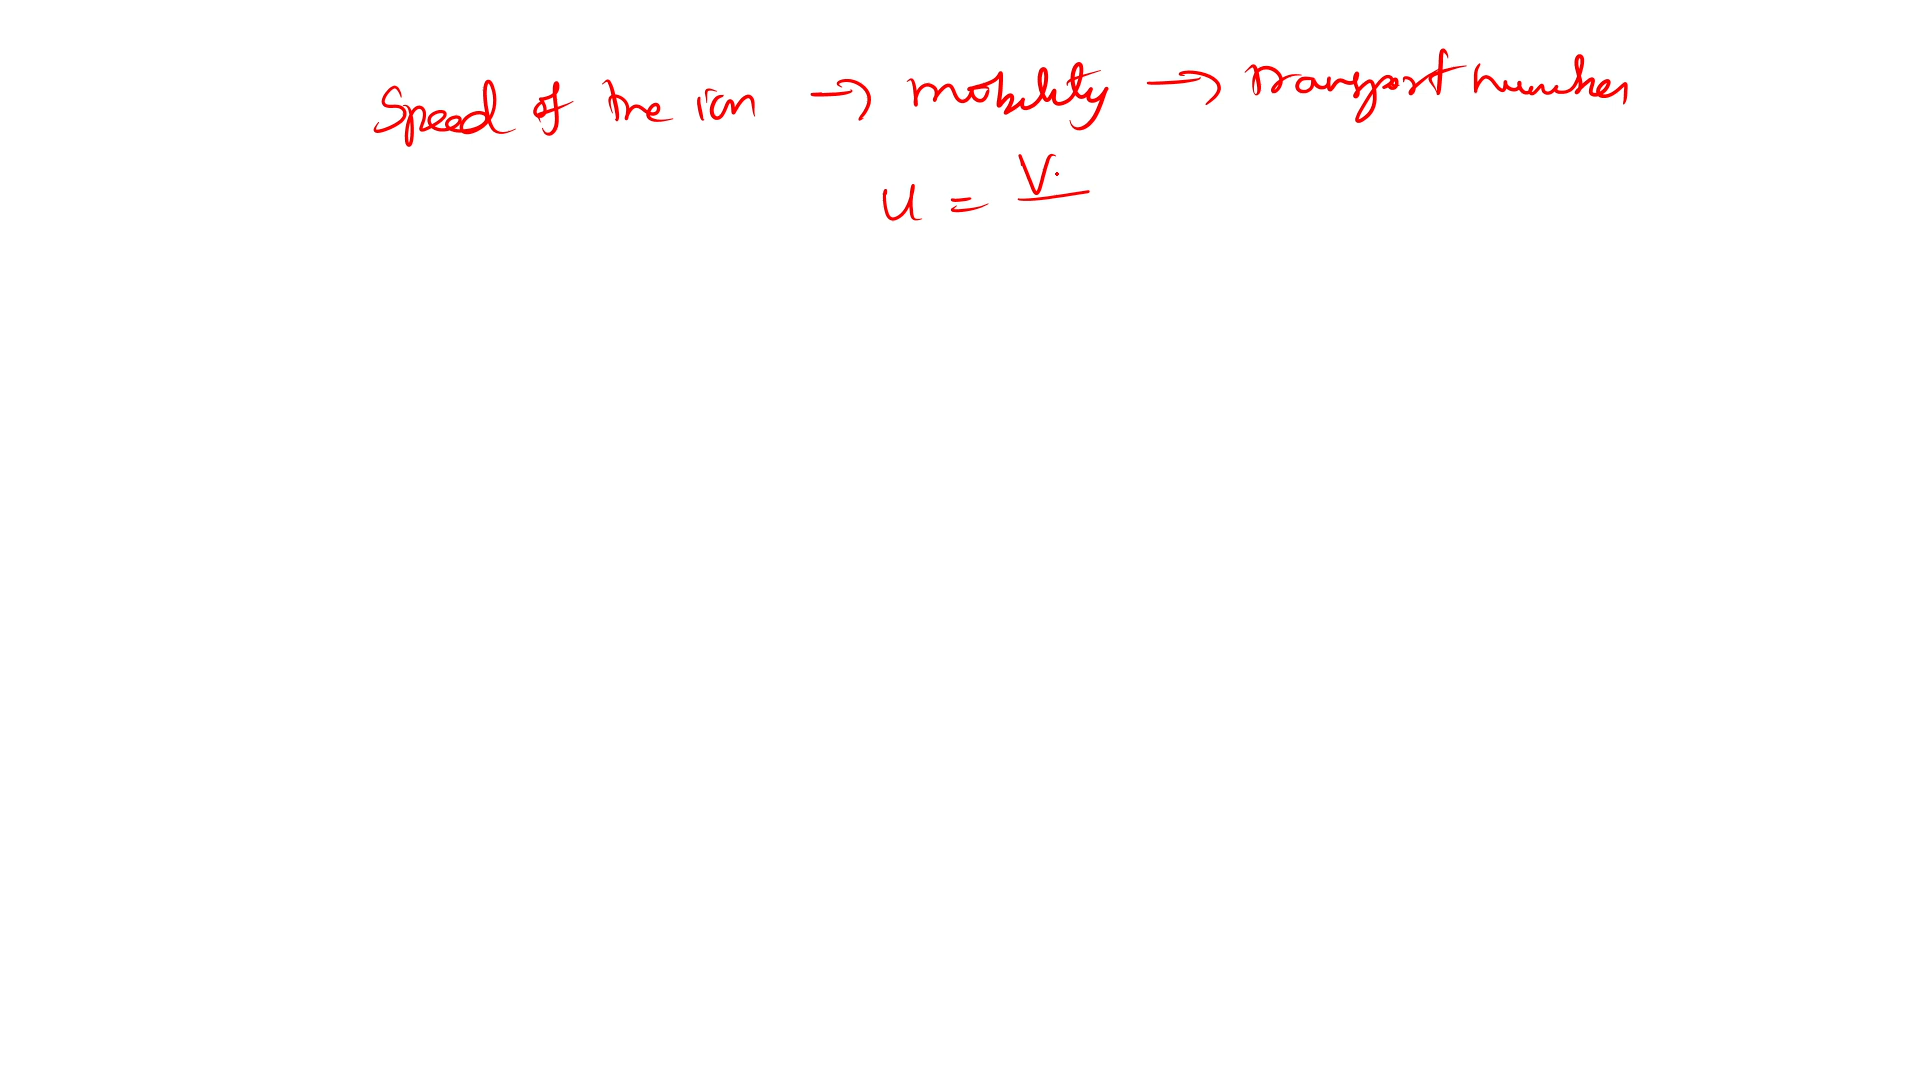 Speed of the ion → mobility → transport number
u = V